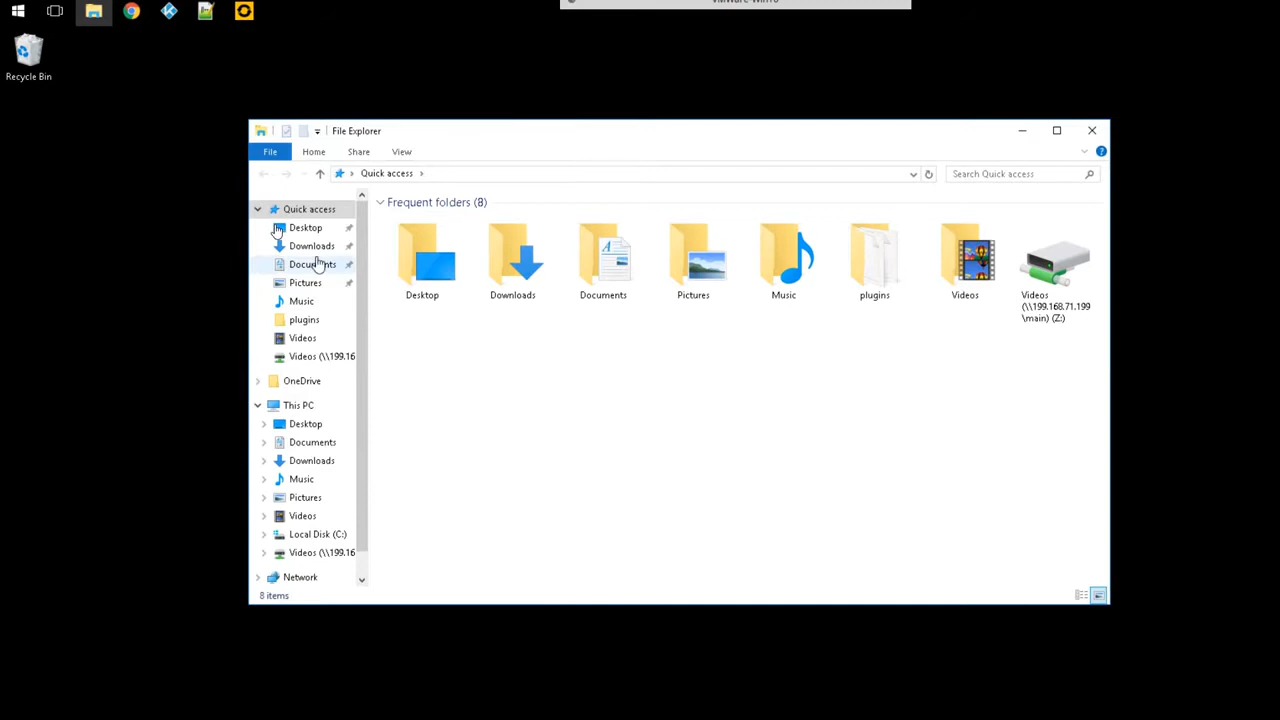 VMware-Win10
Recycle Bin
File Explorer
File
Home
Share
View
Quick access
Search Quick access
Quick access
Desktop
Downloads
Documents
Pictures
Music
plugins
Videos
Videos (\\199.16
OneDrive
This PC
Desktop
Documents
Downloads
Music
Pictures
Videos
Local Disk (C:)
Videos (\\199.16
Network
Frequent folders (8)
Desktop
Downloads
Documents
Pictures
Music
plugins
Videos
Videos
(\\199.168.71.199
\main) (Z:)
8 items